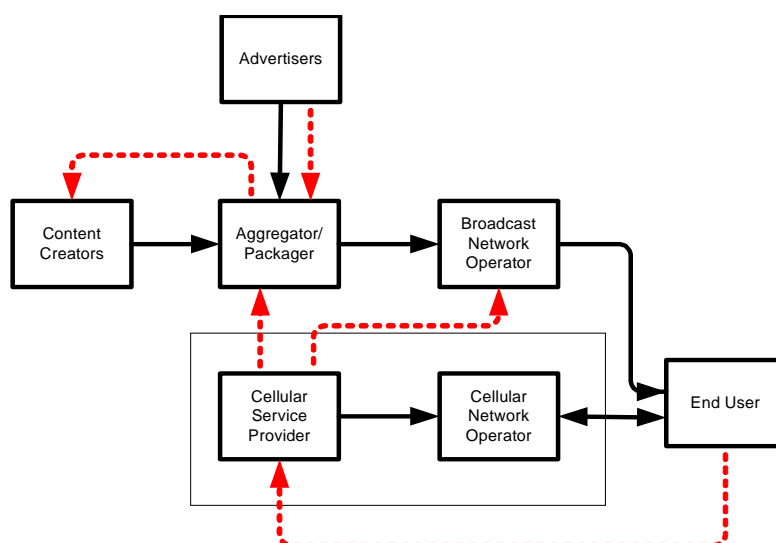 Advertisers
Content
Creators
Aggregator/
Packager
Broadcast
Network
Operator
Cellular
Service
Provider
Cellular
Network
Operator
End User